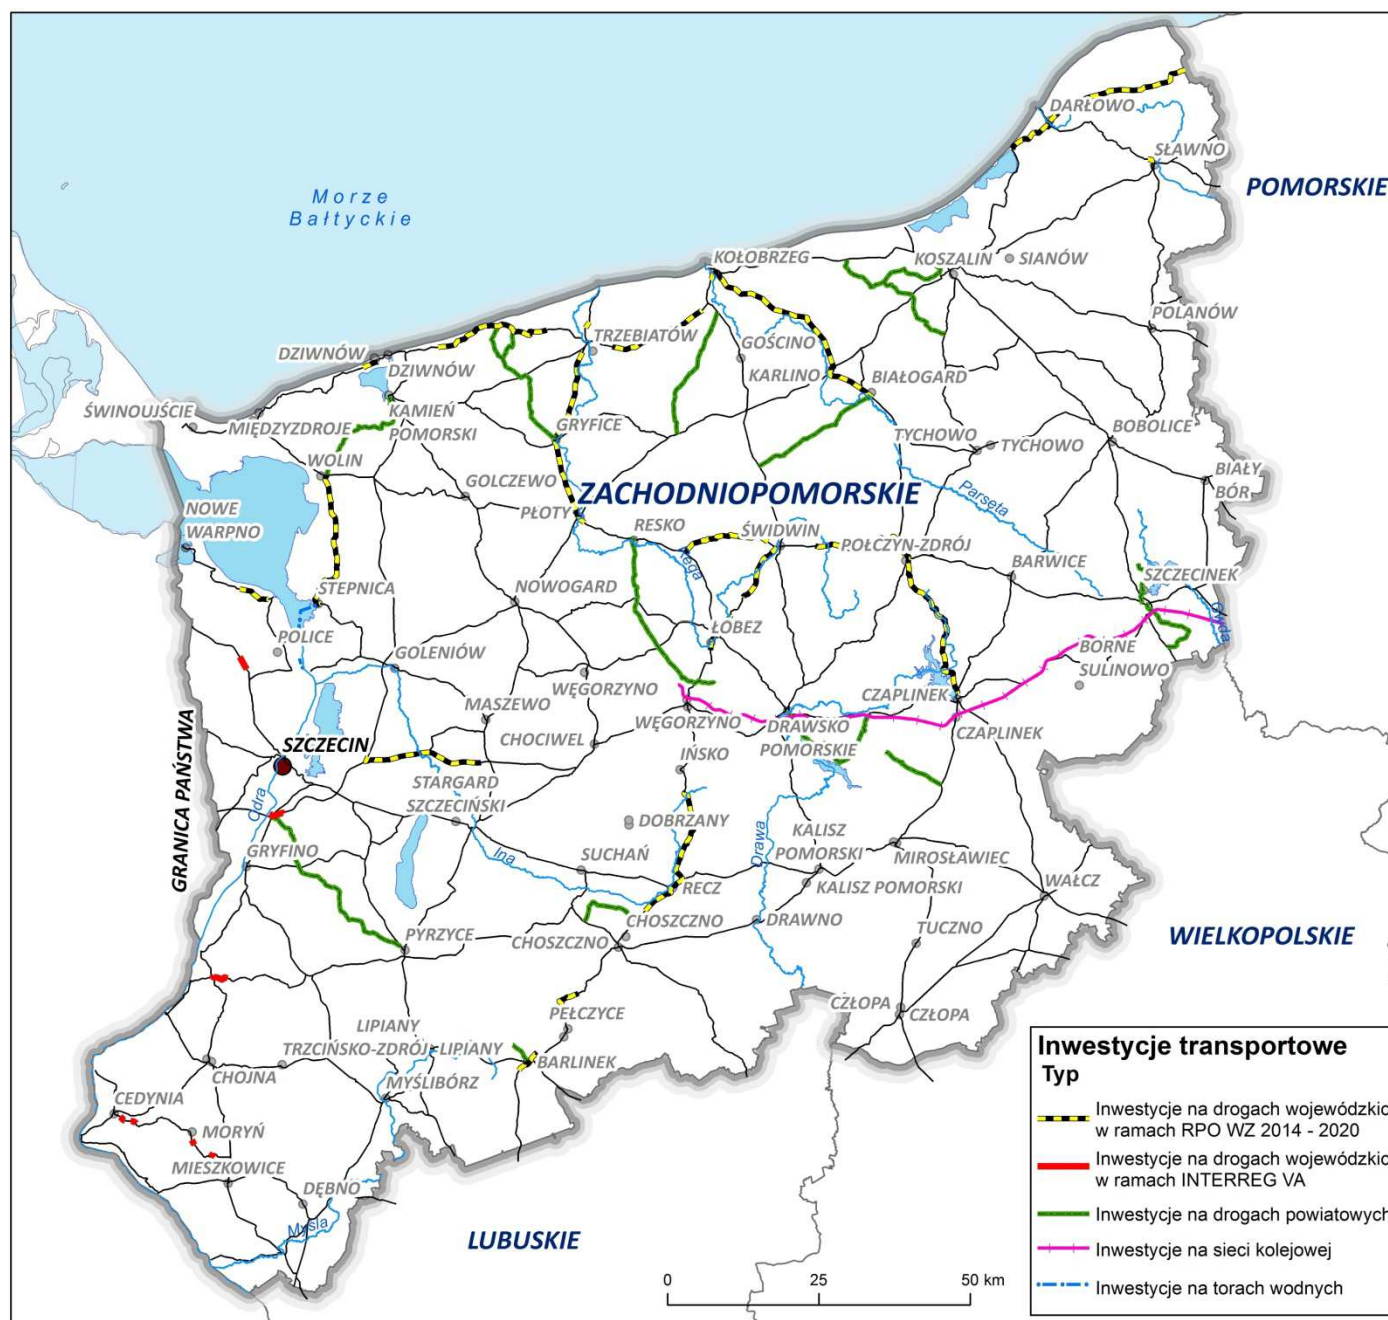 DARŁOWO
SŁAWNO
POMORSKIE
Morze
Bałtyckie
KOŁOBRZEG
KOSZALIN
SIANÓW
POLANÓW
TRZEBIATÓW
GOŚCINO
DZIWNÓW
DZIWNÓW
KARLINO
BIAŁOGARD
ŚWINOUJŚCIE
KAMIEŃ
POMORSKI
MIĘDZYZDROJE
GRYFICE
TYCHOWO
TYCHOWO
BOBOLICE
WOLIN
GOLCZEWO
ZACHODNIOPOMORSKIE
Parsęta
BIAŁY
BÓR
NOWE
WARPNO
PŁOTY
RESKO
ŚWIDWIN
POŁCZYN-ZDRÓJ
BARWICE
Rega
SZCZECINEK
STEPNICA
NOWOGARD
Gwda
POLICE
ŁOBEZ
GOLENIÓW
BORNE
SULINOWO
WĘGORZYNO
MASZEWO
WĘGORZYNO
CZAPLINEK
CHOCIWEL
DRAWSKO
POMORSKIE
CZAPLINEK
SZCZECIN
IŃSKO
GRANICA PAŃSTWA
STARGARD
SZCZECIŃSKI
Odra
DOBRZANY
Drawa
KALISZ
POMORSKI
GRYFINO
Ina
SUCHAŃ
MIROSŁAWIEC
RECZ
KALISZ POMORSKI
WAŁCZ
CHOSZCZNO
DRAWNO
PYRZYCE
CHOSZCZNO
TUCZNO
WIELKOPOLSKIE
CZŁOPA
CZŁOPA
PEŁCZYCE
LIPIANY
TRZCIŃSKO-ZDRÓJ
LIPIANY
BARLINEK
CHOJNA
MYŚLIBÓRZ
CEDYNIA
MORYŃ
MIESZKOWICE
DĘBNO
Myśla
LUBUSKIE
0 25 50 km
Inwestycje transportowe
Typ
Inwestycje na drogach wojewódzkic
w ramach RPO WZ 2014 - 2020
Inwestycje na drogach wojewódzkic
w ramach INTERREG VA
Inwestycje na drogach powiatowych
Inwestycje na sieci kolejowej
Inwestycje na torach wodnych